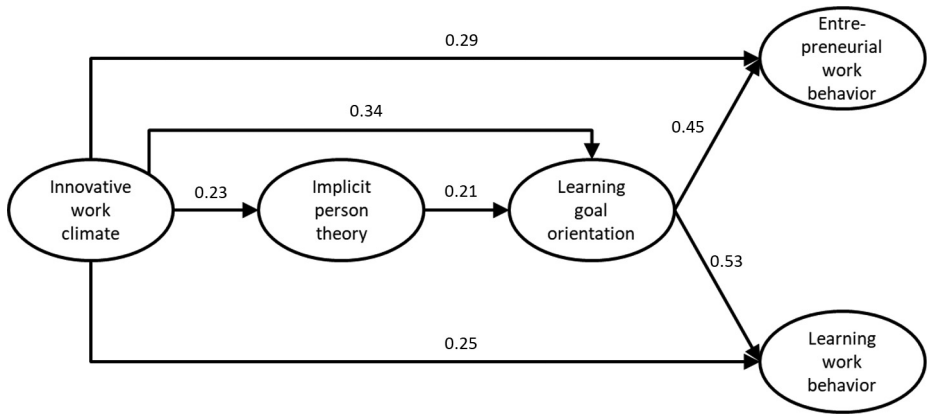 Entre-
preneurial
work
behavior
0.29
0.34
0.45
Innovative
work
climate
0.23
Implicit
person
theory
0.21
Learning
goal
orientation
0.53
0.25
Learning
work
behavior